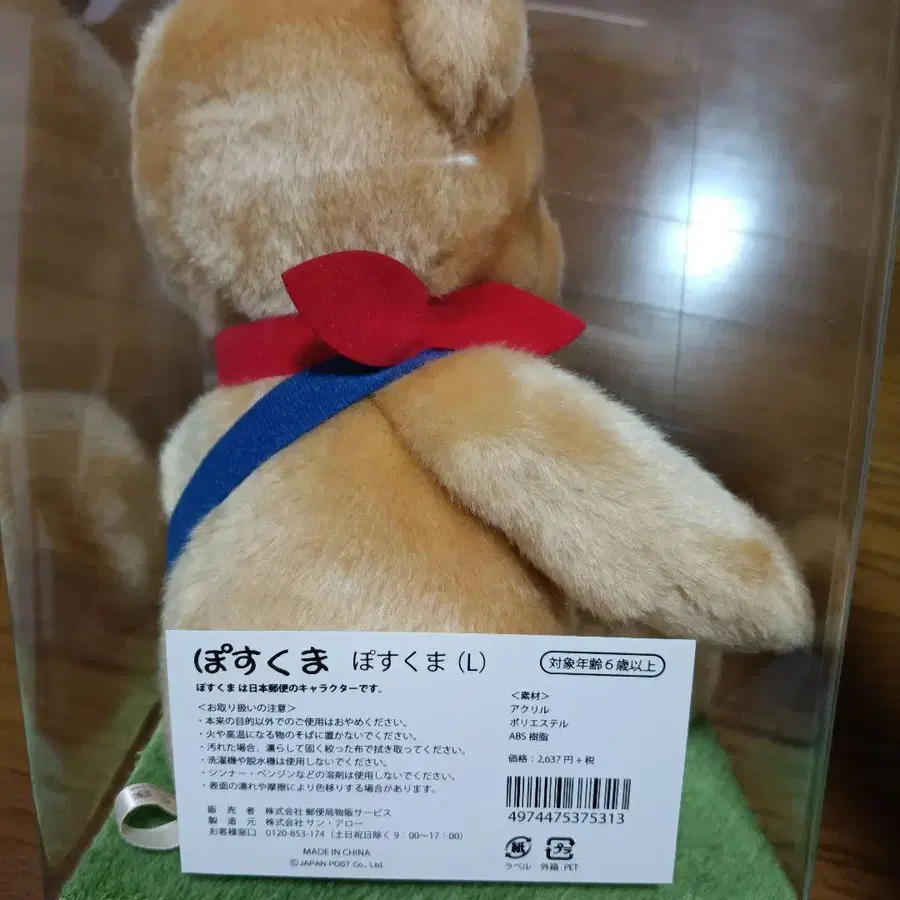 ぽすくま ぽすくま（L） 対象年齢６歳以上
ぽすくま は日本郵便のキャラクターです。
＜お取り扱いの注意＞
・本来の目的以外でのご使用はおやめください。
・火や高温になる物のそばに置かないでください。
・汚れた場合、濡らして固く絞った布で拭き取ってください。
・洗濯機や脱水機は使用しないでください。
・シンナー・ベンジンなどの溶剤は使用しないでください。
・表面の濡れや摩擦により色移りする場合があります。
販売者 株式会社 郵便局物販サービス
製造元 株式会社 サン・アロー
お客様窓口 0120-853-174（土日祝日除く 9：00～17：00）
MADE IN CHINA
ⒸJAPAN POST Co., Ltd.
＜素材＞
アクリル
ポリエステル
ABS 樹脂
価格：2,637 円 + 税
4974475375313
紙 プラ
ラベル 外箱：PET